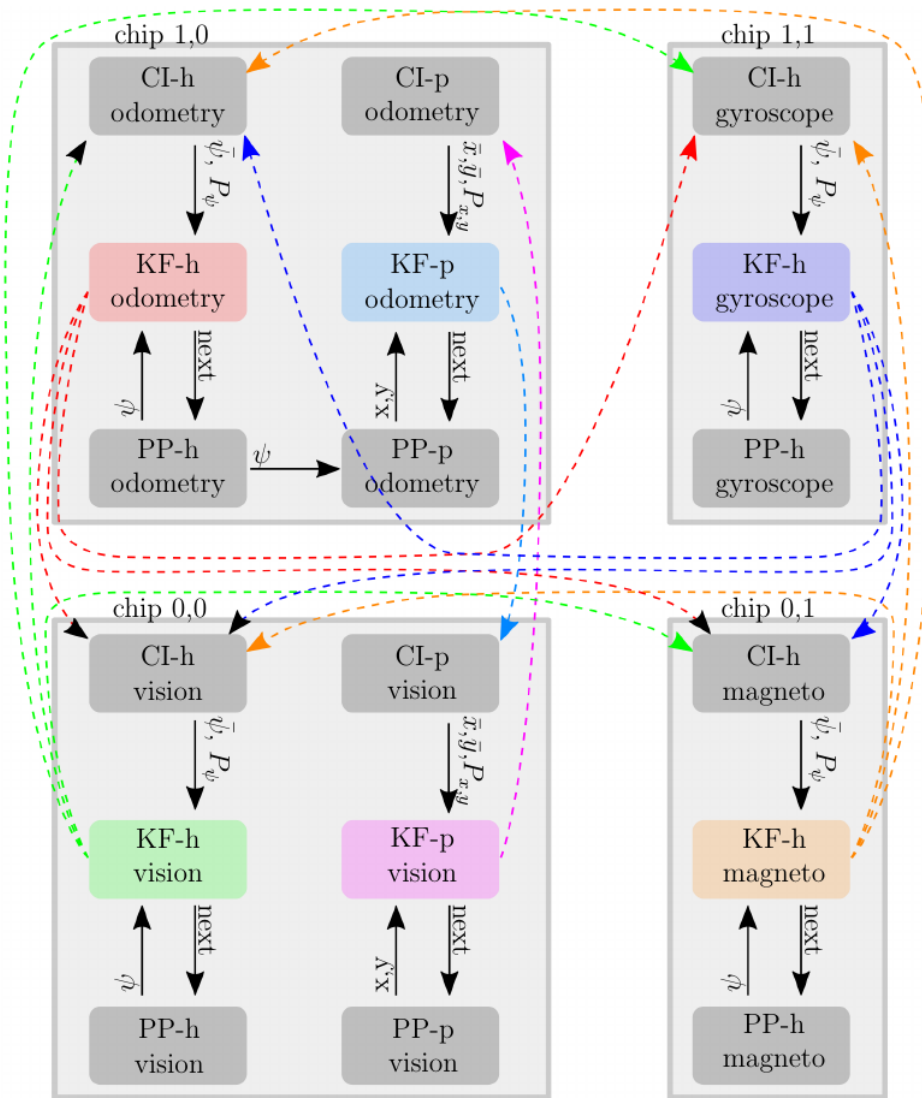 chip 1,0
CI-h
odometry
CI-p
odometry
ψ̄, P_ψ
x̄,ȳ,P_x,y
KF-h
odometry
KF-p
odometry
ψ
next
x,y
next
PP-h
odometry
ψ
PP-p
odometry
chip 1,1
CI-h
gyroscope
ψ̄, P_ψ
KF-h
gyroscope
ψ
next
PP-h
gyroscope
chip 0,0
CI-h
vision
CI-p
vision
ψ̄, P_ψ
x̄,ȳ,P_x,y
KF-h
vision
KF-p
vision
ψ
next
x,y
next
PP-h
vision
PP-p
vision
chip 0,1
CI-h
magneto
ψ̄, P_ψ
KF-h
magneto
ψ
next
PP-h
magneto